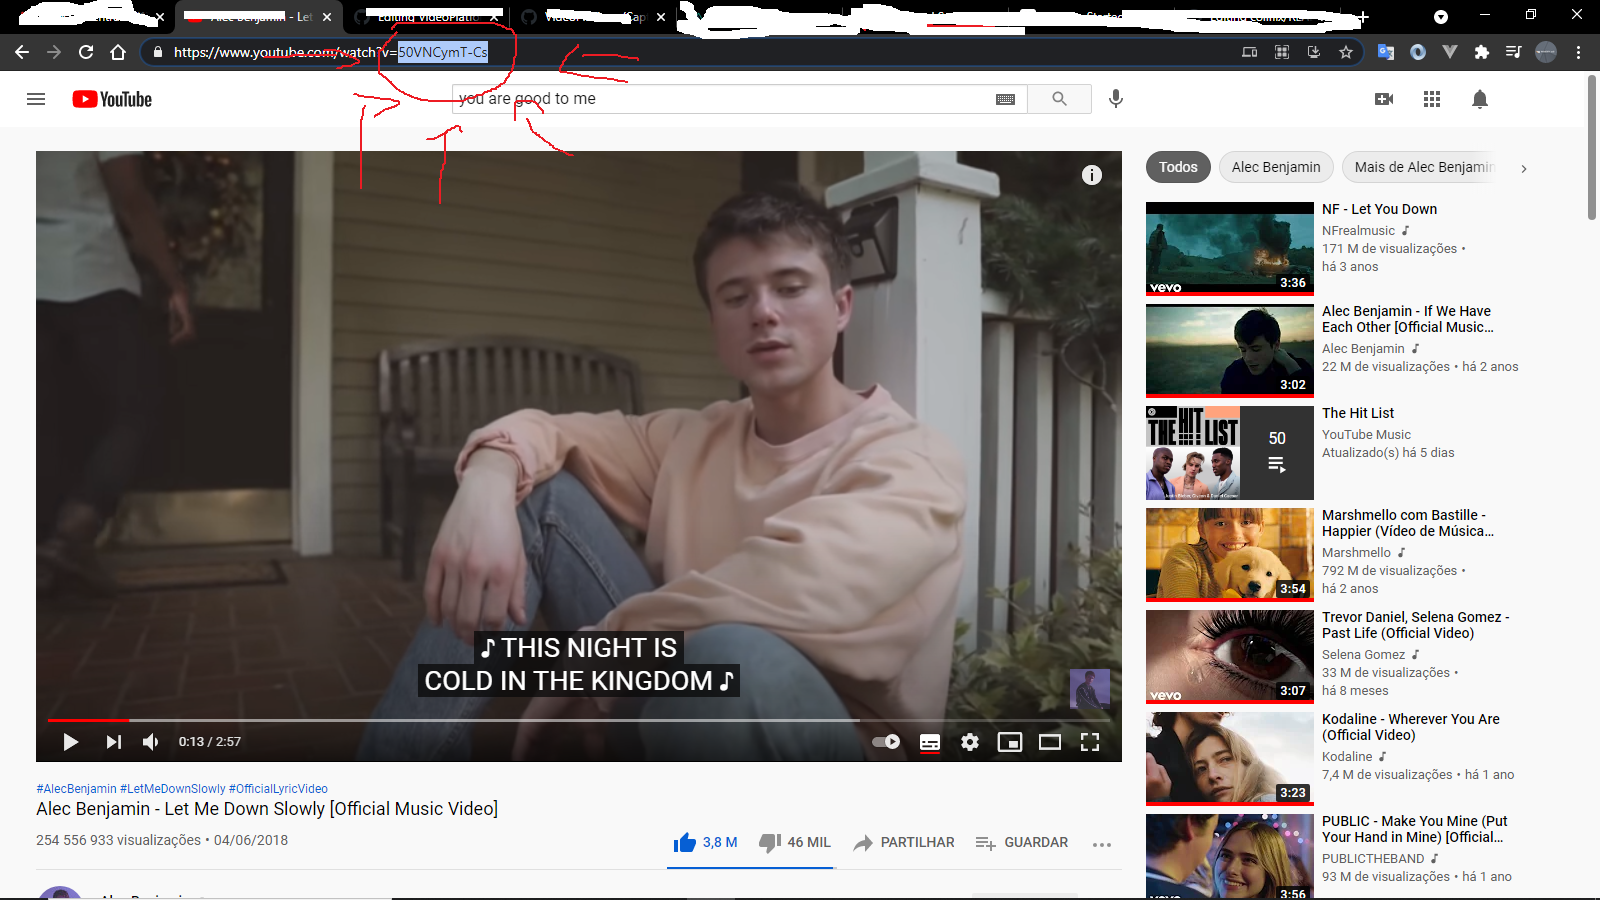 Alec Benjamin - Let
Editing VideoPlatfo
https://www.youtube.com/watch?v=50VNCymT-Cs
YouTube
you are good to me
Todos
Alec Benjamin
Mais de Alec Benjamin
♪ THIS NIGHT IS
COLD IN THE KINGDOM ♪
0:13 / 2:57
#AlecBenjamin #LetMeDownSlowly #OfficialLyricVideo
Alec Benjamin - Let Me Down Slowly [Official Music Video]
254 556 933 visualizações • 04/06/2018
3,8 M
46 MIL
PARTILHAR
GUARDAR
NF - Let You Down
NFrealmusic
171 M de visualizações •
há 3 anos
vevo
3:36
Alec Benjamin - If We Have
Each Other [Official Music...
Alec Benjamin
22 M de visualizações • há 2 anos
3:02
The Hit List
YouTube Music
Atualizado(s) há 5 dias
THE HIT LIST
50
Marshmello com Bastille -
Happier (Vídeo de Música...
Marshmello
792 M de visualizações •
há 2 anos
3:54
Trevor Daniel, Selena Gomez -
Past Life (Official Video)
Selena Gomez
33 M de visualizações •
há 8 meses
vevo
3:07
Kodaline - Wherever You Are
(Official Video)
Kodaline
7,4 M de visualizações • há 1 ano
3:23
PUBLIC - Make You Mine (Put
Your Hand in Mine) [Official...
PUBLICTHEBAND
93 M de visualizações • há 1 ano
3:56